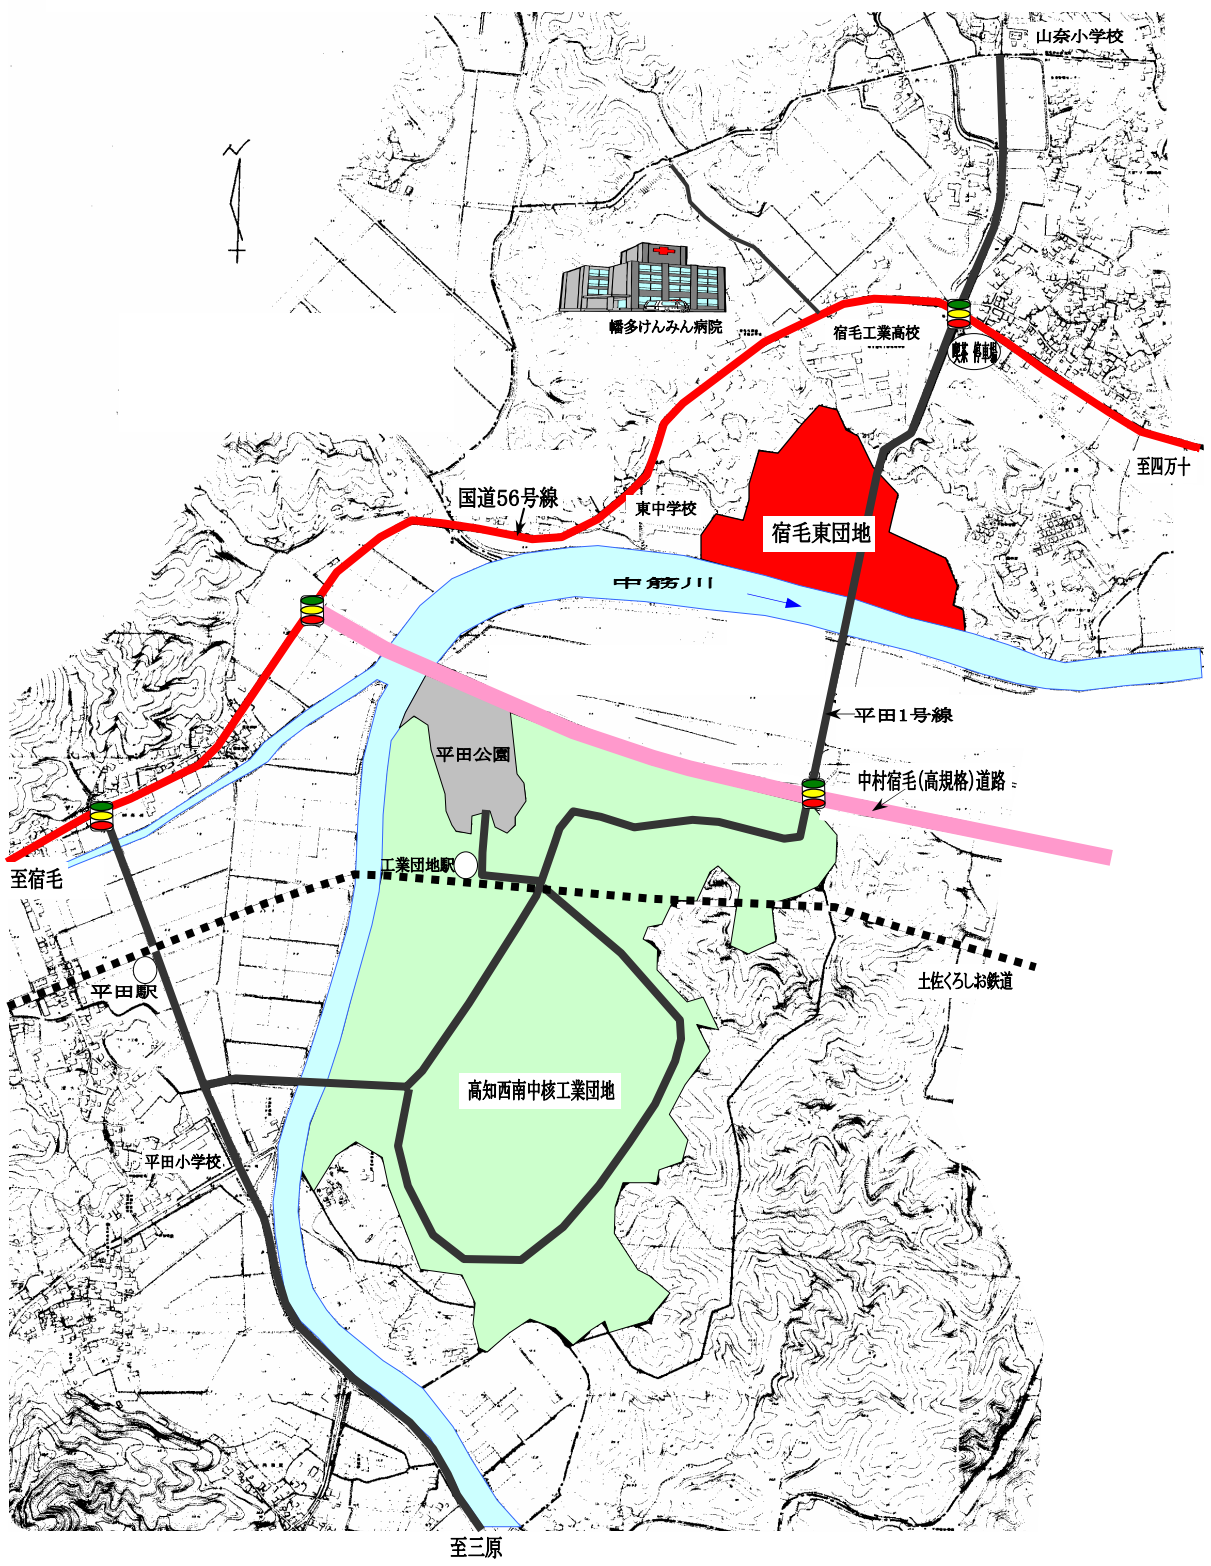 山奈小学校
N
幡多けんみん病院
宿毛工業高校
喫茶 停車場
至四万十
国道56号線
東中学校
宿毛東団地
中筋川
平田1号線
平田公園
中村宿毛(高規格)道路
工業団地駅
至宿毛
土佐くろしお鉄道
平田駅
高知西南中核工業団地
平田小学校
至三原